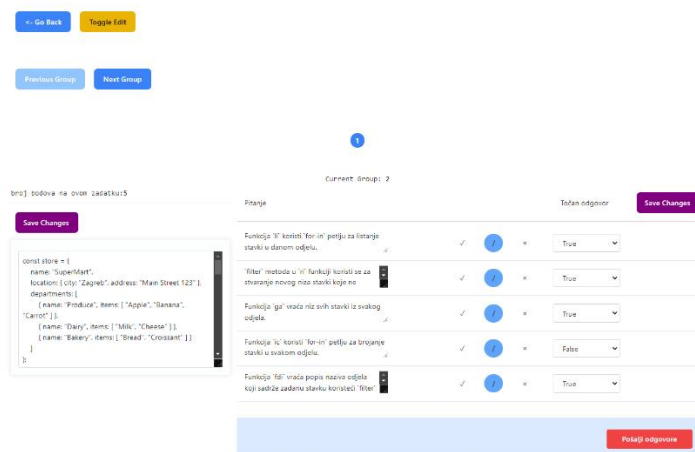 <- Go Back
Toggle Edit
Previous Group
Next Group
1
Current Group: 2
broj bodova na ovom zadatku:5
Save Changes
const store = {
name: "SuperMart",
location: { city: "Zagreb", address: "Main Street 123" },
departments: [
{ name: "Produce", items: [ "Apple", "Banana",
"Carrot" ] },
{ name: "Dairy", items: [ "Milk", "Cheese" ] },
{ name: "Bakery", items: [ "Bread", "Croissant" ] }
]
};
Pitanje
Točan odgovor
Save Changes
Funkcija `li` koristi `for-in` petlju za listanje
stavki u danom odjelu.
True
`filter` metoda u `ri` funkciji koristi se za
stvaranje novog niza stavki koje ne
True
Funkcija `ga` vraća niz svih stavki iz svakog
odjela.
True
Funkcija `ic` koristi `for-in` petlju za brojanje
stavki u svakom odjelu.
False
Funkcija `fdi` vraća popis naziva odjela
koji sadrže zadanu stavku koristeći `filter`
True
Pošalji odgovore